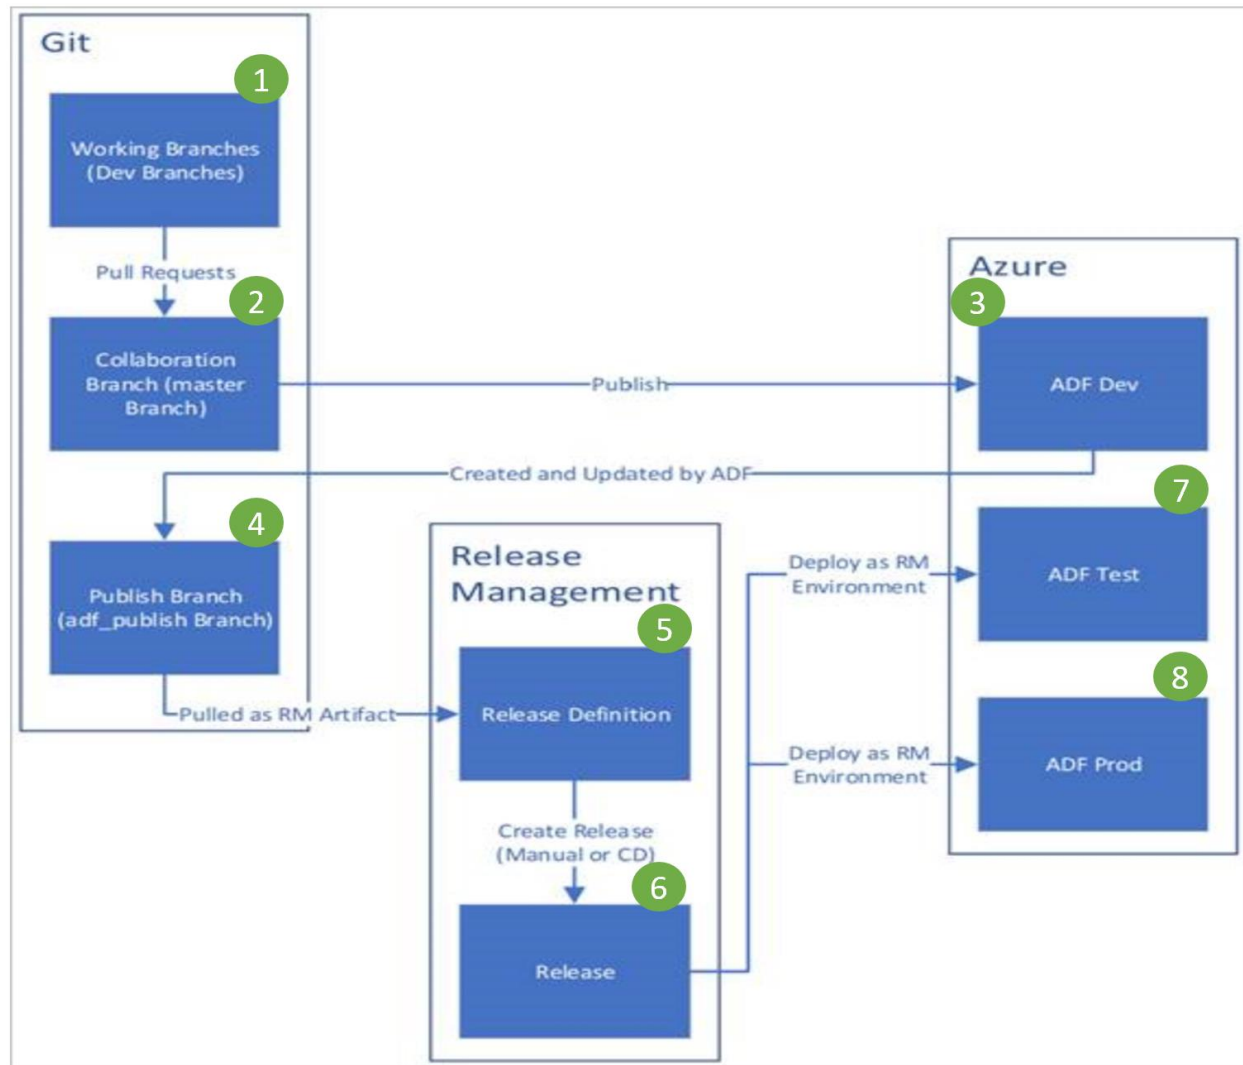 Git
1
Working Branches
(Dev Branches)
Pull Requests
2
Collaboration
Branch (master
Branch)
Publish
Azure
3
ADF Dev
Created and Updated by ADF
4
Publish Branch
(adf_publish Branch)
Pulled as RM Artifact
Release
Management
5
Release Definition
Create Release
(Manual or CD)
6
Release
Deploy as RM
Environment
7
ADF Test
Deploy as RM
Environment
8
ADF Prod